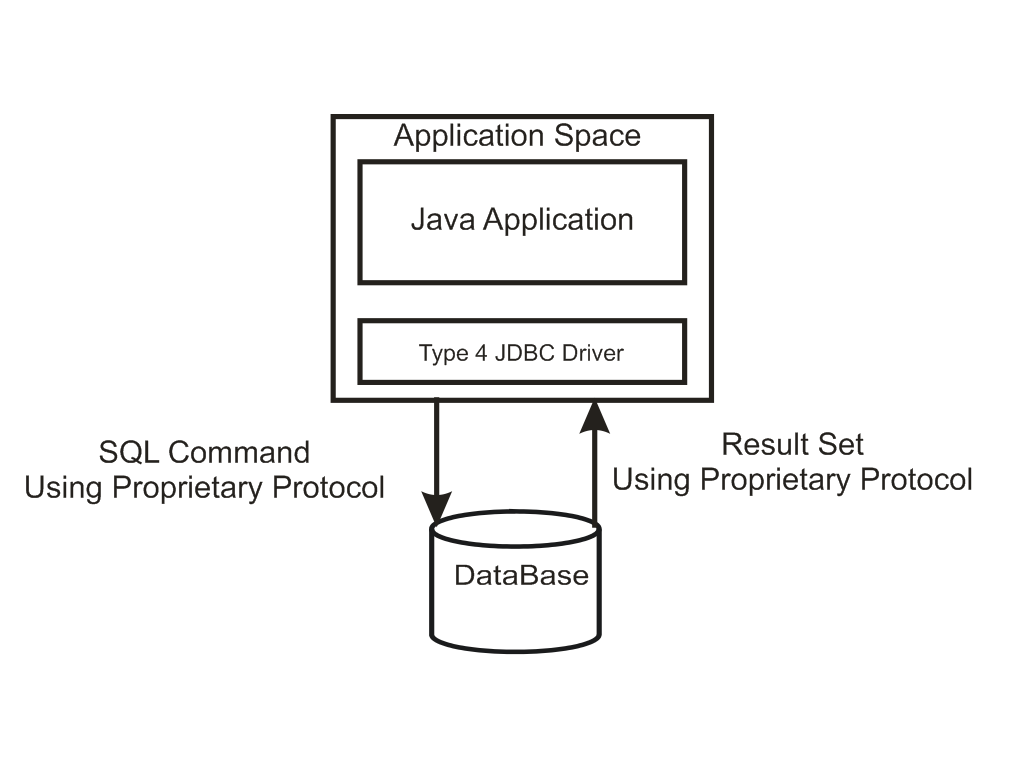 Application Space
Java Application
Type 4 JDBC Driver
SQL Command
Using Proprietary Protocol
Result Set
Using Proprietary Protocol
DataBase